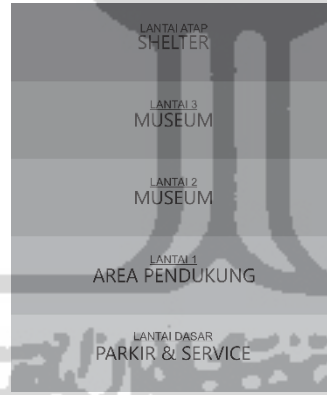 LANTAI ATAP
SHELTER
LANTAI 3
MUSEUM
LANTAI 2
MUSEUM
LANTAI 1
AREA PENDUKUNG
LANTAI DASAR
PARKIR & SERVICE